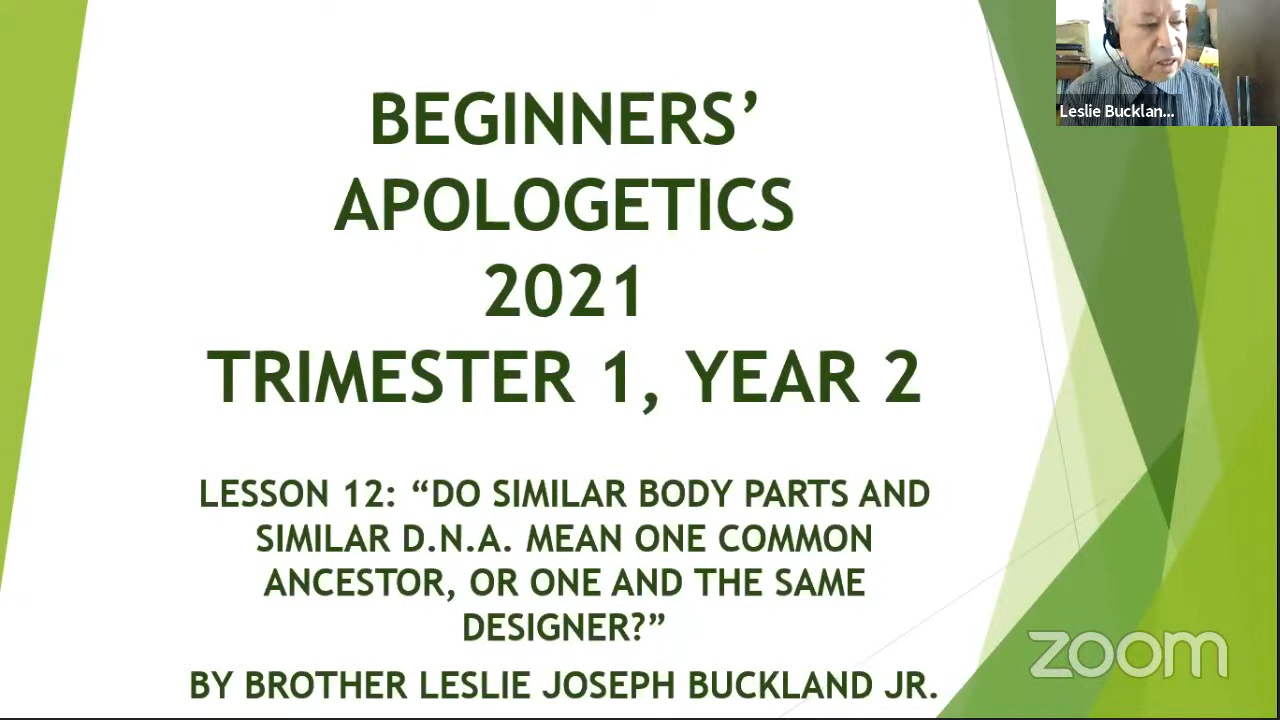 BEGINNERS’
APOLOGETICS
2021
TRIMESTER 1, YEAR 2
LESSON 12: “DO SIMILAR BODY PARTS AND
SIMILAR D.N.A. MEAN ONE COMMON
ANCESTOR, OR ONE AND THE SAME
DESIGNER?”
BY BROTHER LESLIE JOSEPH BUCKLAND JR.
Leslie Bucklan...
zoom